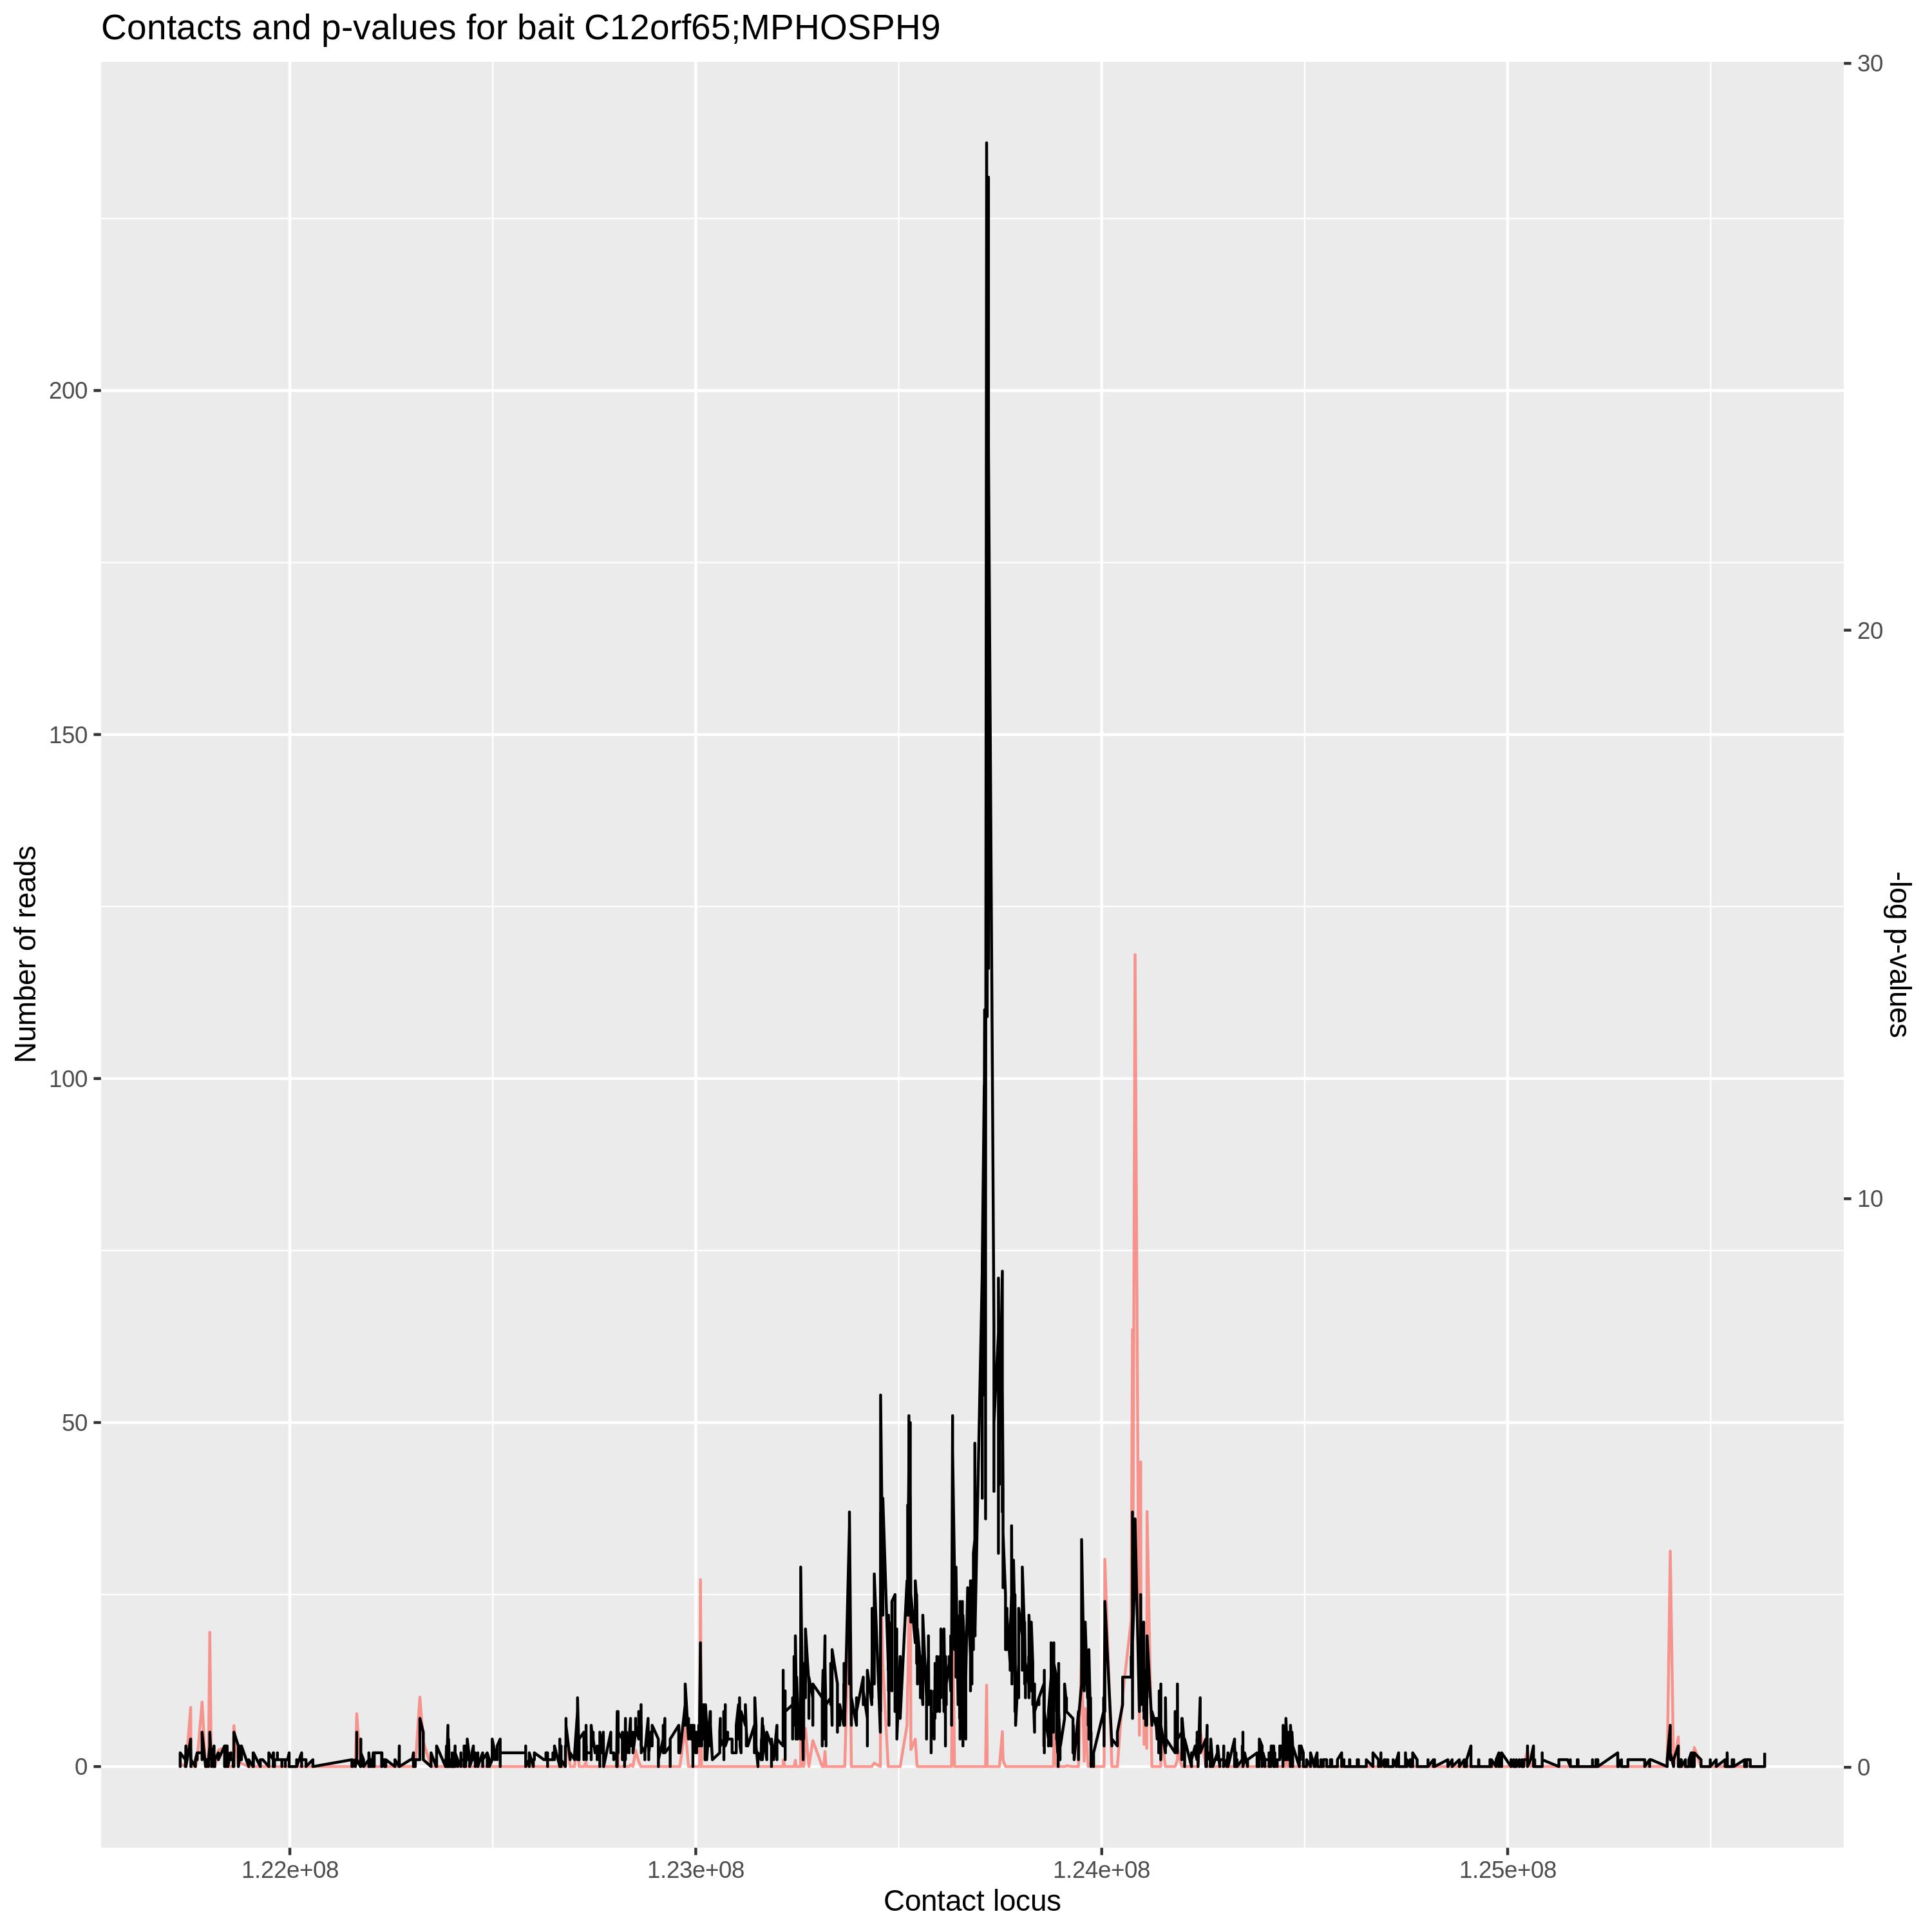 Contacts and p-values for bait C12orf65;MPHOSPH9
30
200
20
150
Number of reads
-log p-values
100
10
50
0
0
1.22e+08
1.23e+08
1.24e+08
1.25e+08
Contact locus